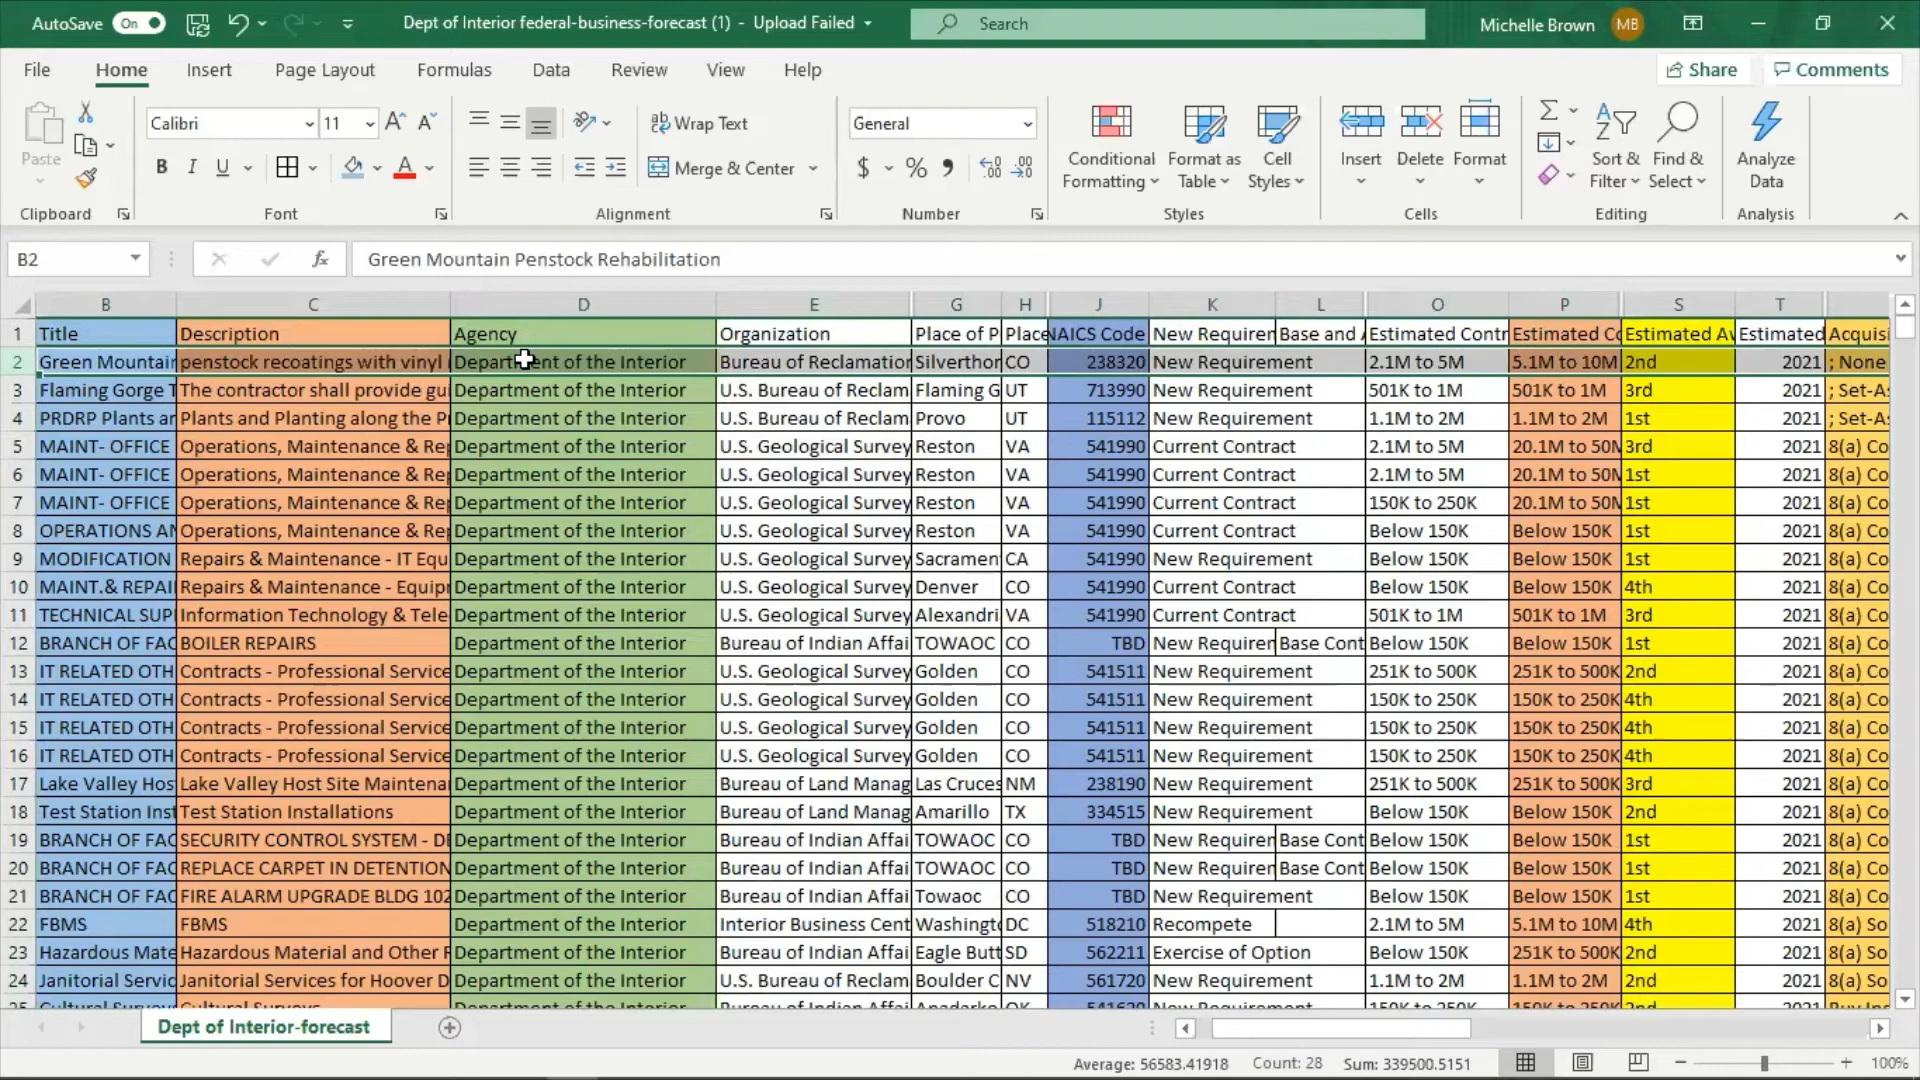 AutoSave On Dept of Interior federal-business-forecast (1) - Upload Failed Search Michelle Brown MB
File Home Insert Page Layout Formulas Data Review View Help Share Comments
Paste
Clipboard
Calibri 11
B I U
Font
Wrap Text
Merge & Center
Alignment
General
Number
Conditional Formatting
Format as Table
Cell Styles
Styles
Insert Delete Format
Cells
Sort & Filter
Find & Select
Editing
Analyze Data
Analysis
B2 fx Green Mountain Penstock Rehabilitation
B C D E G H J K L O P S T
1 Title Description Agency Organization Place of P Place NAICS Code New Requiren Base and Estimated Contr Estimated Co Estimated Av Estimated Acquisi
2 Green Mountain penstock recoatings with vinyl Department of the Interior Bureau of Reclamation Silverthor CO 238320 New Requirement 2.1M to 5M 5.1M to 10M 2nd 2021 ; None
3 Flaming Gorge T The contractor shall provide gu Department of the Interior U.S. Bureau of Reclam Flaming G UT 713990 New Requirement 501K to 1M 501K to 1M 3rd 2021 ; Set-As
4 PRDRP Plants ar Plants and Planting along the P Department of the Interior U.S. Bureau of Reclam Provo UT 115112 New Requirement 1.1M to 2M 1.1M to 2M 1st 2021 ; Set-As
5 MAINT- OFFICE Operations, Maintenance & Rep Department of the Interior U.S. Geological Survey Reston VA 541990 Current Contract 2.1M to 5M 20.1M to 50M 3rd 2021 8(a) Co
6 MAINT- OFFICE Operations, Maintenance & Rep Department of the Interior U.S. Geological Survey Reston VA 541990 Current Contract 2.1M to 5M 20.1M to 50M 1st 2021 8(a) Co
7 MAINT- OFFICE Operations, Maintenance & Rep Department of the Interior U.S. Geological Survey Reston VA 541990 Current Contract 150K to 250K 20.1M to 50M 1st 2021 8(a) Co
8 OPERATIONS AN Operations, Maintenance & Rep Department of the Interior U.S. Geological Survey Reston VA 541990 Current Contract Below 150K Below 150K 1st 2021 8(a) Co
9 MODIFICATION Repairs & Maintenance - IT Equ Department of the Interior U.S. Geological Survey Sacramen CA 541990 New Requirement Below 150K Below 150K 1st 2021 8(a) Co
10 MAINT.& REPAI Repairs & Maintenance - Equip Department of the Interior U.S. Geological Survey Denver CO 541990 Current Contract Below 150K Below 150K 4th 2021 8(a) Co
11 TECHNICAL SUP Information Technology & Tele Department of the Interior U.S. Geological Survey Alexandri VA 541990 Current Contract 501K to 1M 501K to 1M 3rd 2021 8(a) Co
12 BRANCH OF FAC BOILER REPAIRS Department of the Interior Bureau of Indian Affai TOWAOC CO TBD New Requiren Base Cont Below 150K Below 150K 1st 2021 8(a) Co
13 IT RELATED OTH Contracts - Professional Service Department of the Interior U.S. Geological Survey Golden CO 541511 New Requirement 251K to 500K 251K to 500K 2nd 2021 8(a) Co
14 IT RELATED OTH Contracts - Professional Service Department of the Interior U.S. Geological Survey Golden CO 541511 New Requirement 150K to 250K 150K to 250K 4th 2021 8(a) Co
15 IT RELATED OTH Contracts - Professional Service Department of the Interior U.S. Geological Survey Golden CO 541511 New Requirement 150K to 250K 150K to 250K 4th 2021 8(a) Co
16 IT RELATED OTH Contracts - Professional Service Department of the Interior U.S. Geological Survey Golden CO 541511 New Requirement 150K to 250K 150K to 250K 4th 2021 8(a) Co
17 Lake Valley Hos Lake Valley Host Site Maintena Department of the Interior Bureau of Land Manag Las Cruces NM 238190 New Requirement 251K to 500K 251K to 500K 3rd 2021 8(a) Co
18 Test Station Inst Test Station Installations Department of the Interior Bureau of Land Manag Amarillo TX 334515 New Requirement Below 150K Below 150K 2nd 2021 8(a) Co
19 BRANCH OF FAC SECURITY CONTROL SYSTEM - DE Department of the Interior Bureau of Indian Affai TOWAOC CO TBD New Requiren Base Cont Below 150K Below 150K 1st 2021 8(a) Co
20 BRANCH OF FAC REPLACE CARPET IN DETENTION Department of the Interior Bureau of Indian Affai TOWAOC CO TBD New Requiren Base Cont Below 150K Below 150K 1st 2021 8(a) Co
21 BRANCH OF FAC FIRE ALARM UPGRADE BLDG 102 Department of the Interior Bureau of Indian Affai Towaoc CO TBD New Requirement Below 150K Below 150K 1st 2021 8(a) Co
22 FBMS FBMS Department of the Interior Interior Business Cent Washingto DC 518210 Recompete 2.1M to 5M 5.1M to 10M 4th 2021 8(a) So
23 Hazardous Mate Hazardous Material and Other R Department of the Interior Bureau of Indian Affai Eagle Butt SD 562211 Exercise of Option Below 150K 251K to 500K 2nd 2021 8(a) So
24 Janitorial Servic Janitorial Services for Hoover D Department of the Interior U.S. Bureau of Reclam Boulder C NV 561720 New Requirement 1.1M to 2M 1.1M to 2M 2nd 2021 8(a) So
Dept of Interior-forecast
Average: 56583.41918 Count: 28 Sum: 339500.5151 100%